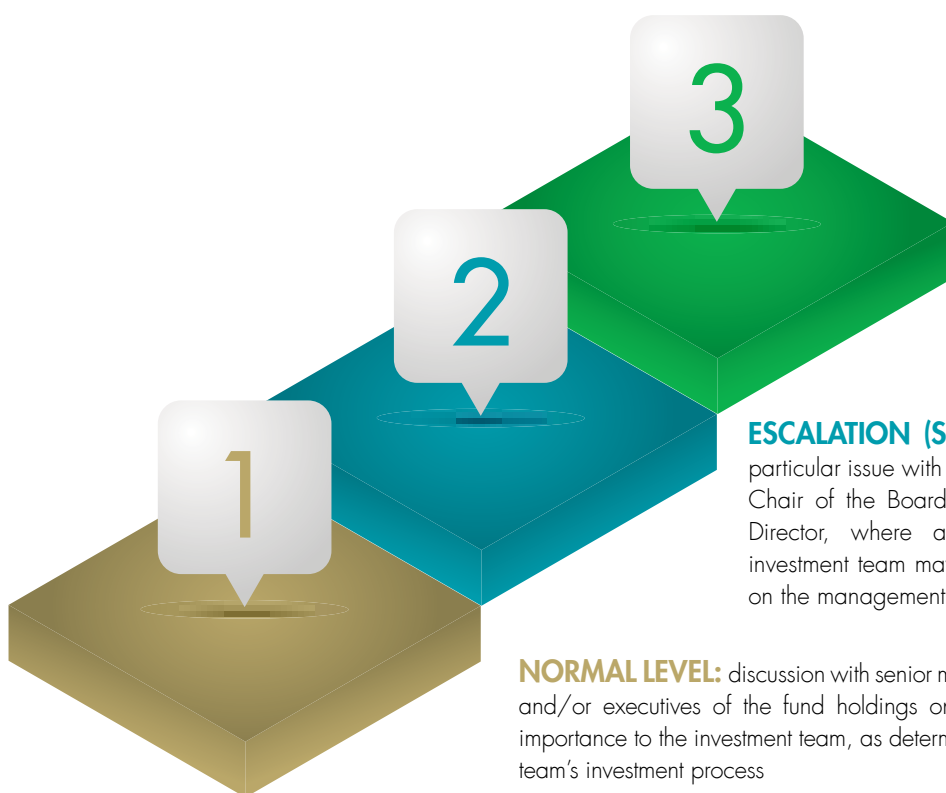 3
2
1
ESCALATION (S
particular issue with
Chair of the Board
Director, where a
investment team ma
on the management
NORMAL LEVEL: discussion with senior m
and/or executives of the fund holdings or
importance to the investment team, as determ
team's investment process